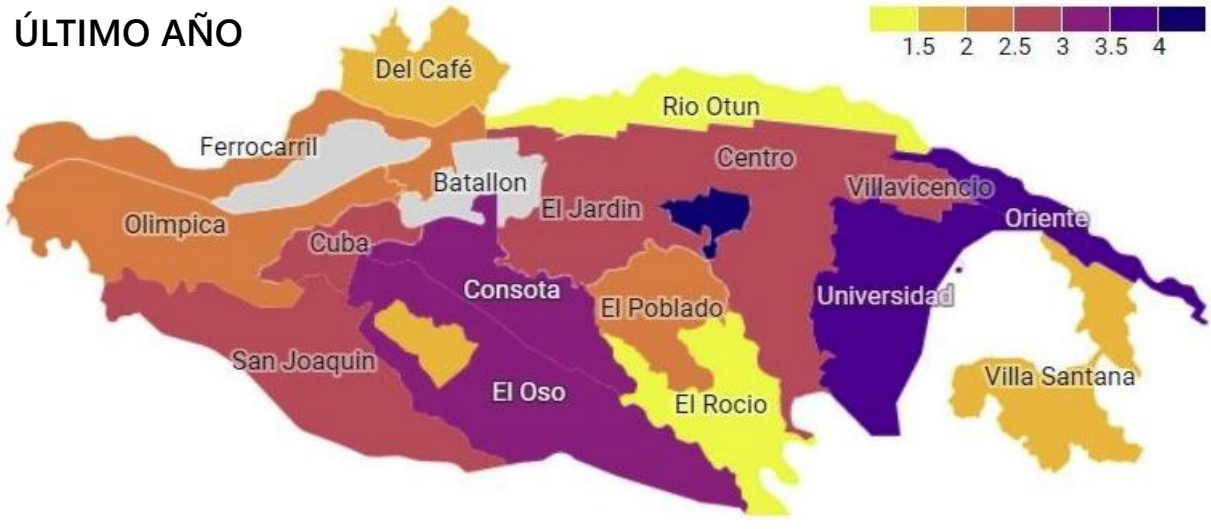 ÚLTIMO AÑO
1.5 2 2.5 3 3.5 4
Del Café
Rio Otun
Ferrocarril
Centro
Batallon
Villavicencio
El Jardin
Olimpica
Oriente
Cuba
Consota
Universidad
El Poblado
San Joaquin
Villa Santana
El Oso
El Rocio